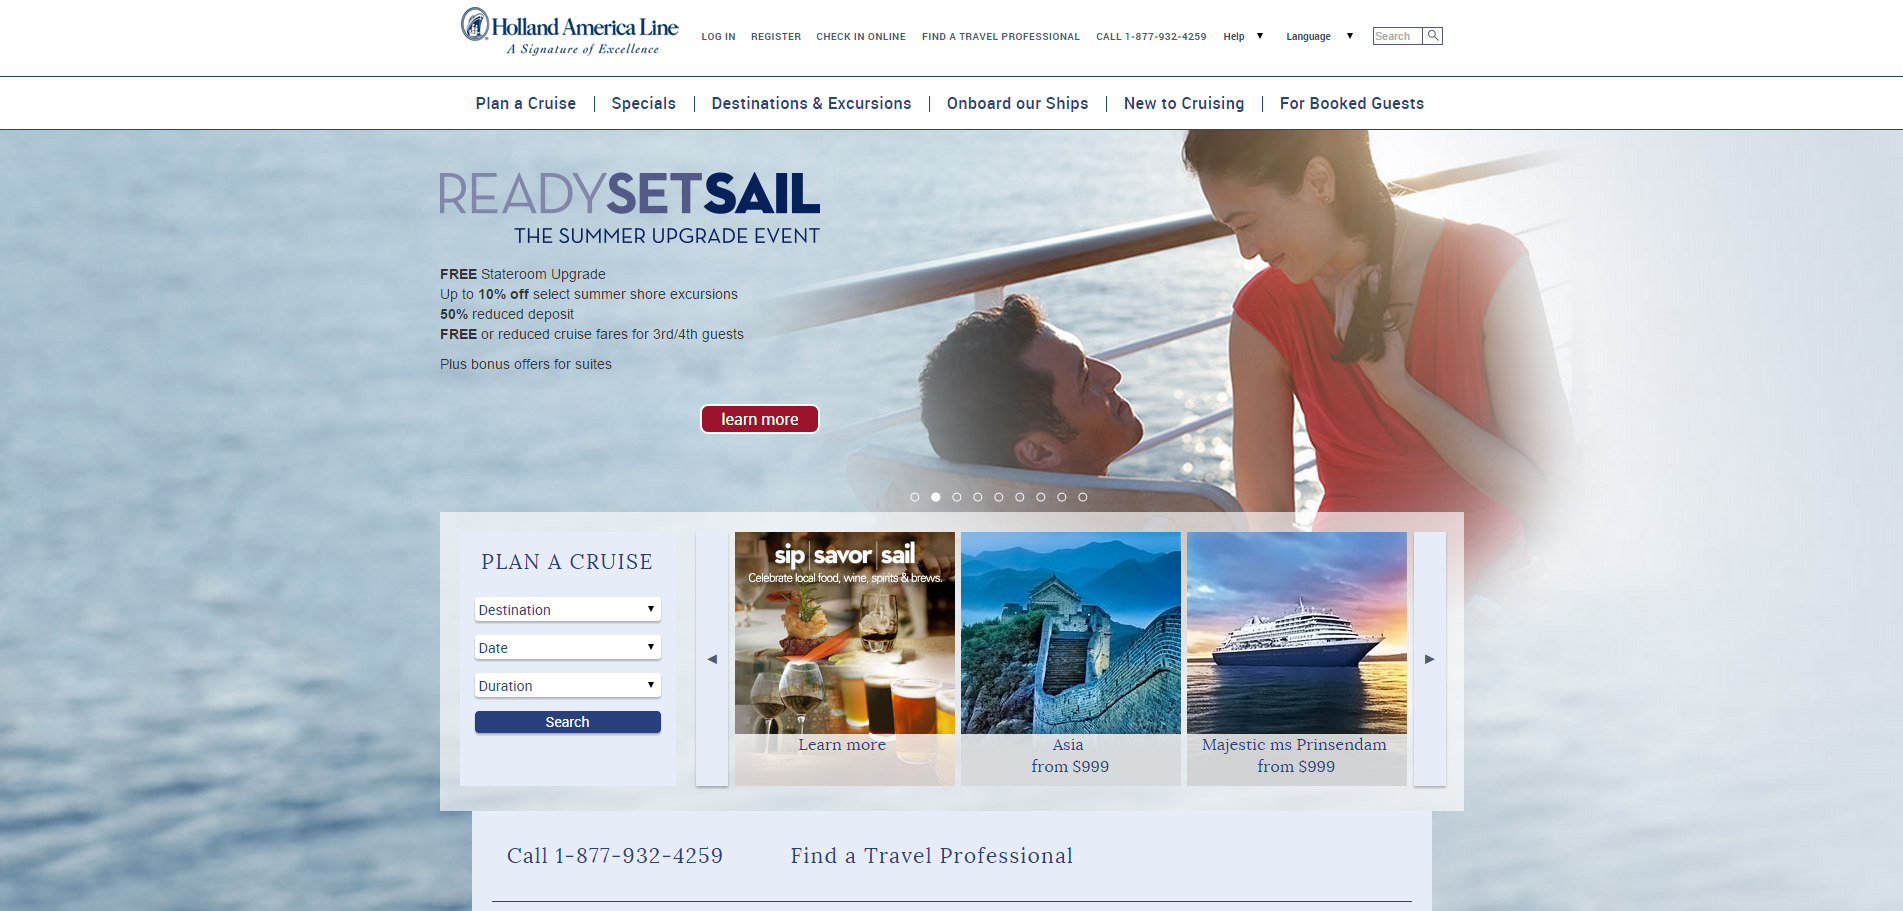 Holland America Line
A Signature of Excellence
LOG IN
REGISTER
CHECK IN ONLINE
FIND A TRAVEL PROFESSIONAL
CALL 1-877-932-4259
Help
Language
Search
Plan a Cruise
Specials
Destinations & Excursions
Onboard our Ships
New to Cruising
For Booked Guests
READYSETSAIL
THE SUMMER UPGRADE EVENT
FREE Stateroom Upgrade
Up to 10% off select summer shore excursions
50% reduced deposit
FREE or reduced cruise fares for 3rd/4th guests
Plus bonus offers for suites
learn more
PLAN A CRUISE
Destination
Date
Duration
Search
sip savor sail
Celebrate local food, wine, spirits & brews.
Learn more
Asia
from $999
Majestic ms Prinsendam
from $999
Call 1-877-932-4259
Find a Travel Professional